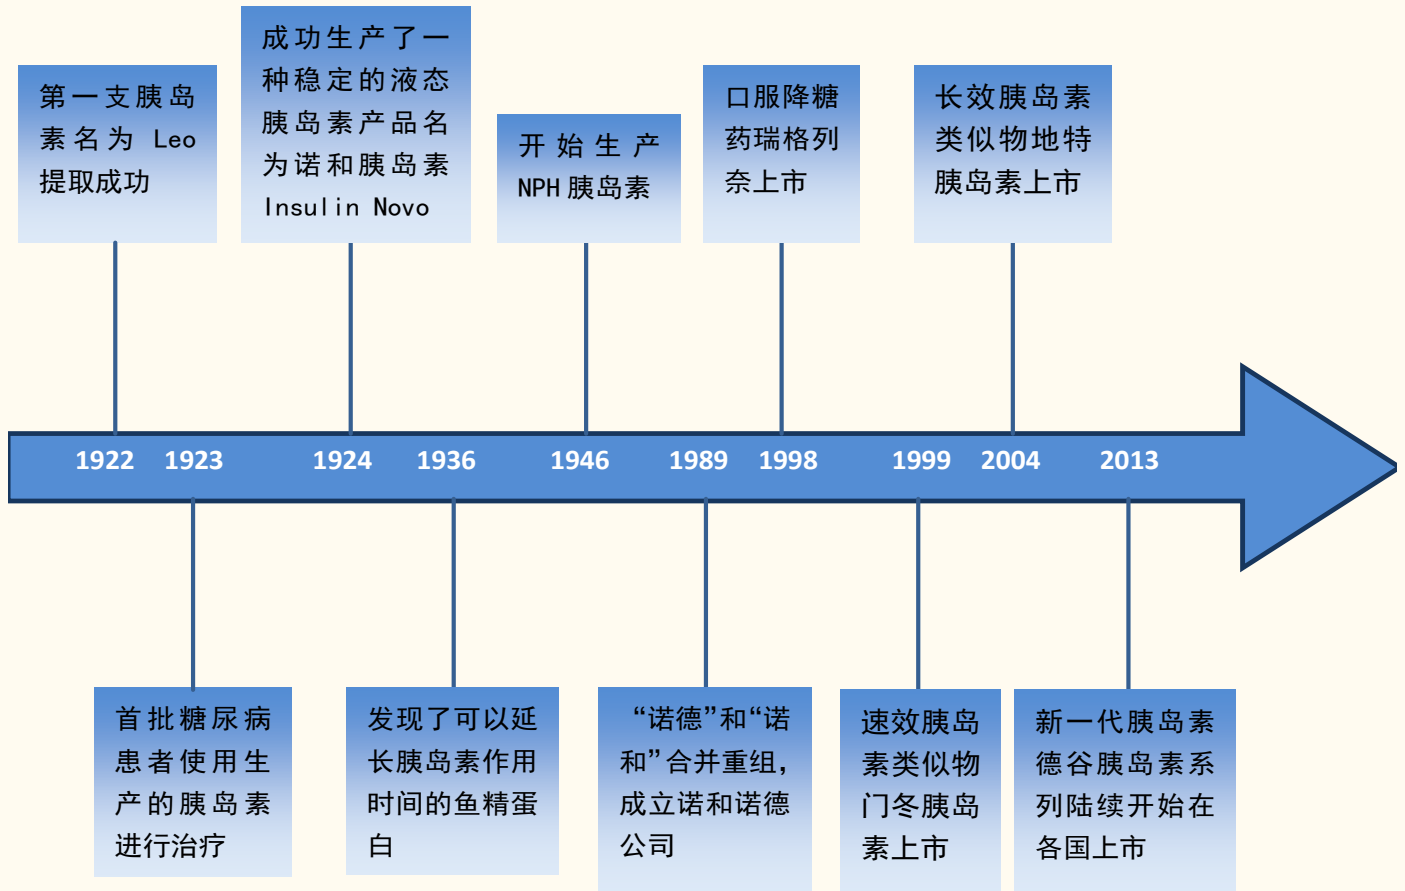 第一支胰岛
素名为 Leo
提取成功
成功生产了一
种稳定的液态
胰岛素产品名
为诺和胰岛素
Insulin Novo
开始生产
NPH 胰岛素
口服降糖
药瑞格列
奈上市
长效胰岛素
类似物地特
胰岛素上市
1922 1923 1924 1936 1946 1989 1998 1999 2004 2013
首批糖尿病
患者使用生
产的胰岛素
进行治疗
发现了可以延
长胰岛素作用
时间的鱼精蛋
白
“诺德”和“诺
和”合并重组，
成立诺和诺德
公司
速效胰岛
素类似物
门冬胰岛
素上市
新一代胰岛素
德谷胰岛素系
列陆续开始在
各国上市